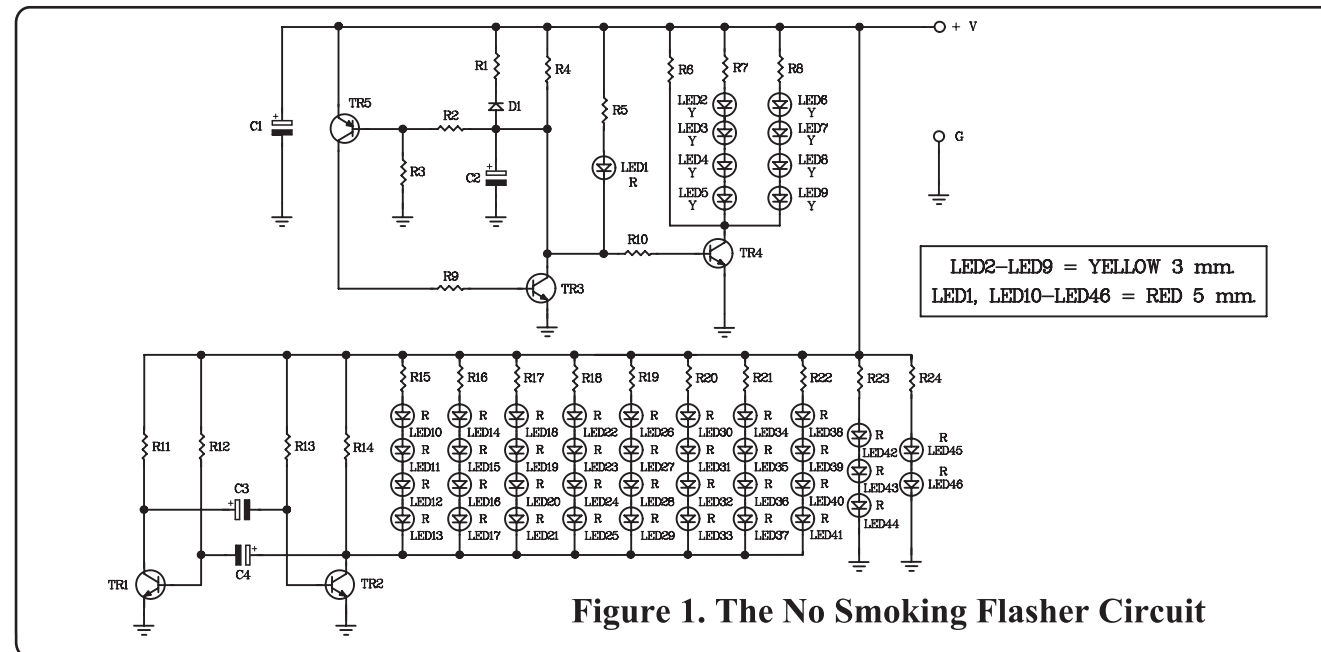 + V
R1
R4
R6
R7
R8
TR5
D1
R5
LED2
Y
LED6
Y
C1
+
R2
LED3
Y
LED7
Y
R3
C2
+
LED1
R
LED4
Y
LED8
Y
G
LED5
Y
LED9
Y
R10
TR4
R9
TR3
LED2-LED9 = YELLOW 3 mm.
LED1, LED10-LED46 = RED 5 mm.
R11
R12
R13
R14
R15
R16
R17
R18
R19
R20
R21
R22
R23
R24
R R R R R R R R
LED10 LED14 LED18 LED22 LED26 LED30 LED34 LED38
R R R R R R R R
LED11 LED15 LED19 LED23 LED27 LED31 LED35 LED39
R R R R R R R R
LED12 LED16 LED20 LED24 LED28 LED32 LED36 LED40
R R R R R R R R
LED13 LED17 LED21 LED25 LED29 LED33 LED37 LED41
R
LED42
R
LED43
R
LED44
R
LED45
R
LED46
C3
+
C4
+
TR1
TR2
Figure 1. The No Smoking Flasher Circuit